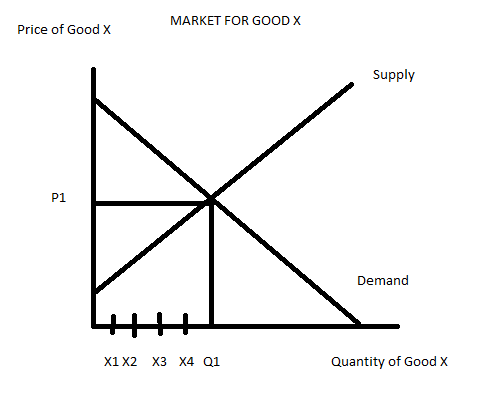 MARKET FOR GOOD X
Price of Good X
Supply
P1
Demand
X1 X2 X3 X4 Q1
Quantity of Good X